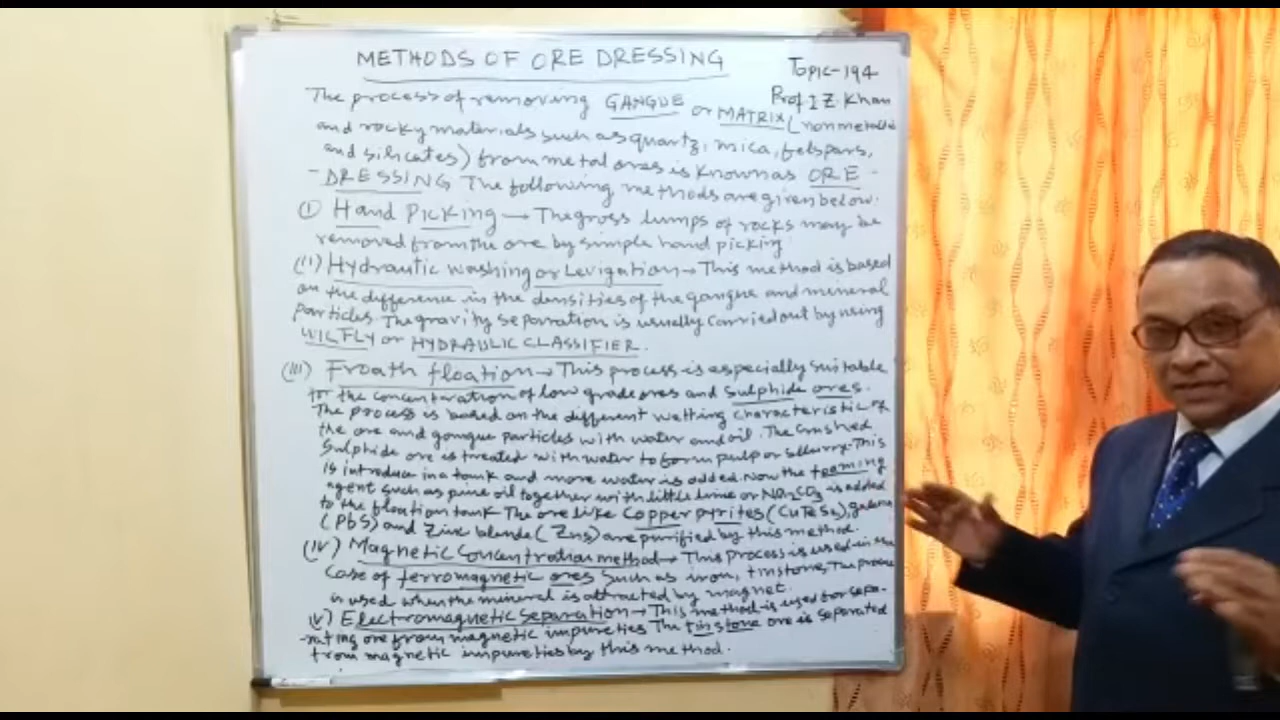 METHODS OF ORE DRESSING
Topic-194
Prof I Z Khan
The process of removing GANGUE or MATRIX (nonmetallic
and rocky materials such as quartz, mica, felspars,
and silicates) from metal ores is known as ORE -
-DRESSING. The following methods are given below.
(I) Hand Picking → The gross lumps of rocks may be
removed from the ore by simple hand picking
(II) Hydrautic washing or Levigation → This method is based
on the difference in the densities of the gangue and mineral
particles. The gravity separation is usually carried out by using
WILFLY or HYDRAULIC CLASSIFIER.
(III) Froath floation → This process is especially suitable
for the concentration of low grade ores and sulphide ores.
The process is based on the different wetting characteristic of
the ore and gangue particles with water and oil. The crushed
sulphide ore is treated with water to form pulp or sllurry. This
is introduce in a tank and more water is added. Now the foaming
agent such as pine oil together with little lime or Na2CO3 is added
to the floation tank. The ore like Copper pyrites (CuFeS2), galena
(PbS) and Zinc blende (ZnS) are purified by this method.
(IV) Magnetic Concentration method → This process is used in the
case of ferromagnetic ores such as iron, tinstone. The process
is used when the mineral is attracted by magnet.
(V) Electromagnetic separation → This method is used for sepa-
-rating ore from magnetic impureties The tinstone ore is separated
from magnetic impureties by this method.